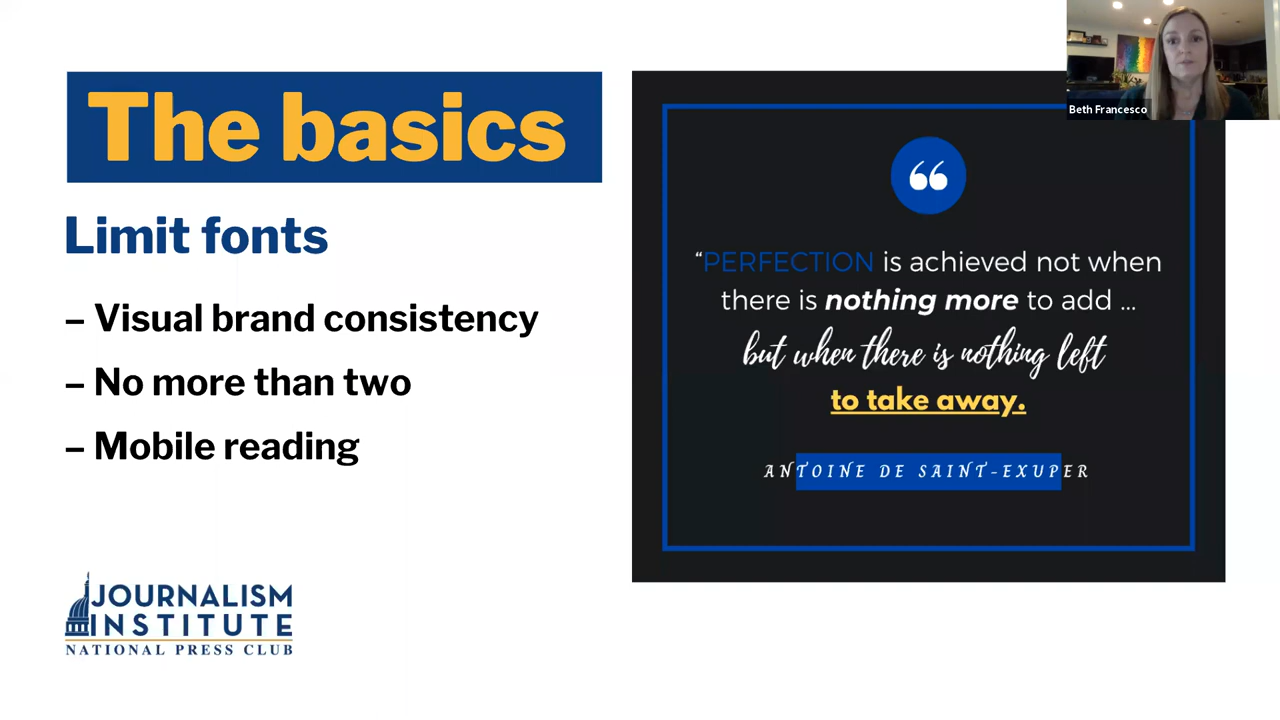 The basics
Limit fonts
– Visual brand consistency
– No more than two
– Mobile reading
JOURNALISM
INSTITUTE
NATIONAL PRESS CLUB
“
“PERFECTION is achieved not when
there is nothing more to add ...
but when there is nothing left
to take away.
ANTOINE DE SAINT-EXUPER
Beth Francesco